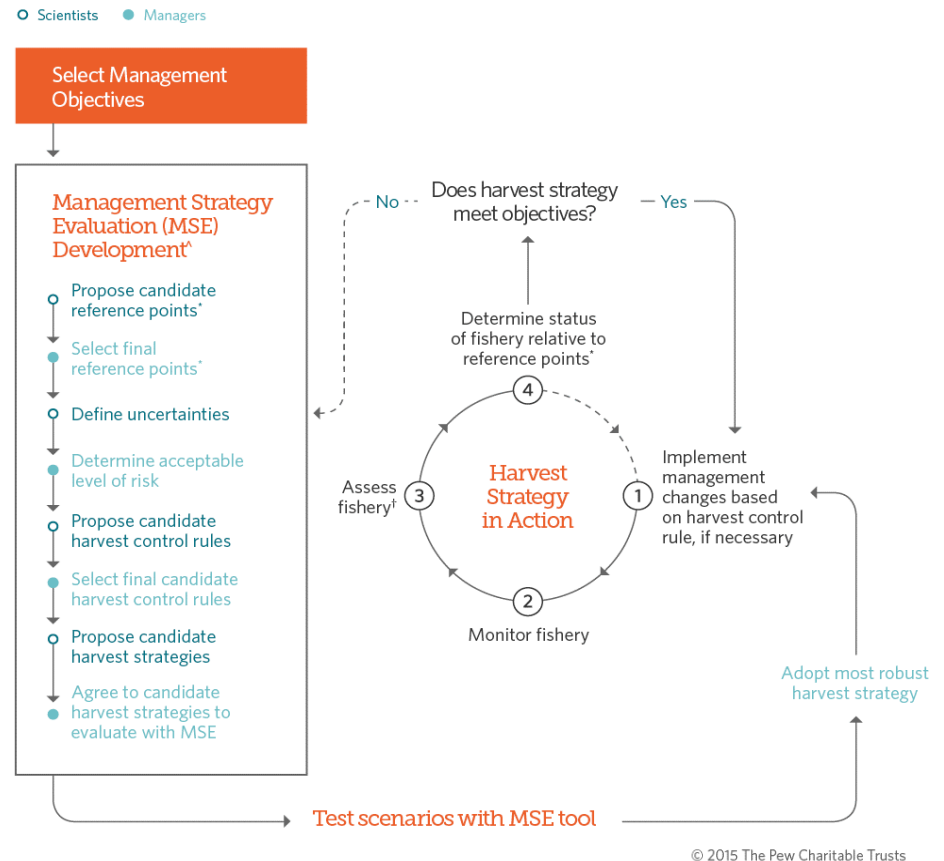 Scientists
Managers
Select Management
Objectives
Management Strategy
Evaluation (MSE)
Development^
Propose candidate
reference points*
Select final
reference points*
Define uncertainties
Determine acceptable
level of risk
Propose candidate
harvest control rules
Select final candidate
harvest control rules
Propose candidate
harvest strategies
Agree to candidate
harvest strategies to
evaluate with MSE
No
Does harvest strategy
meet objectives?
Yes
Determine status
of fishery relative to
reference points*
4
Harvest
Strategy
in Action
1
Implement
management
changes based
on harvest control
rule, if necessary
2
Monitor fishery
3
Assess
fishery†
Test scenarios with MSE tool
Adopt most robust
harvest strategy
© 2015 The Pew Charitable Trusts